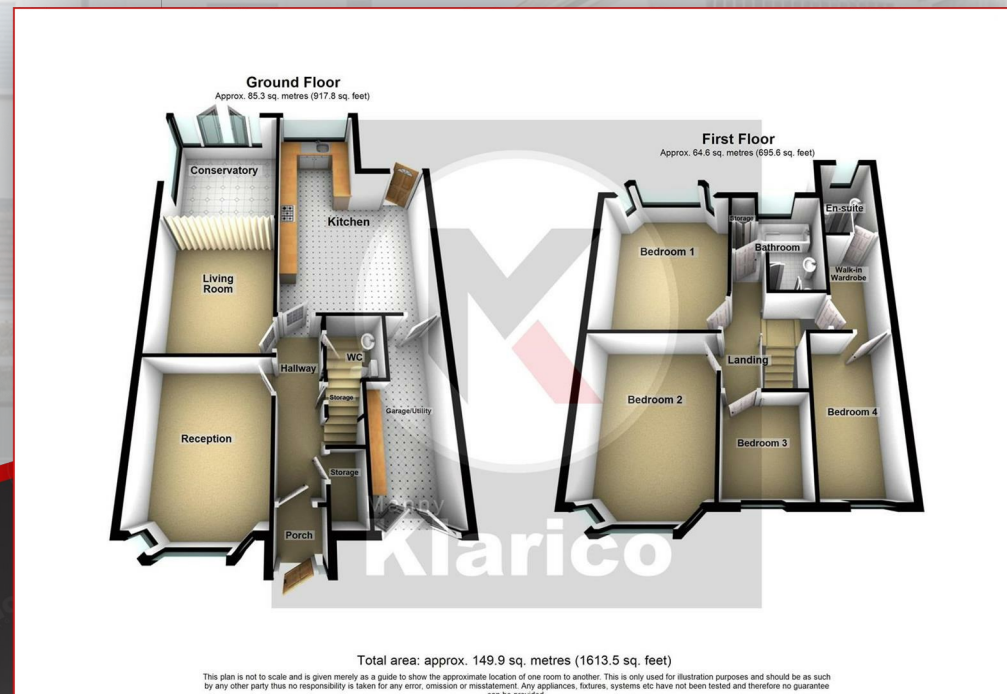 Ground Floor
Approx. 85.3 sq. metres (917.8 sq. feet)
Conservatory
Kitchen
Living
Room
Hallway
WC
Storage
Garage/Utility
Reception
Storage
Porch
First Floor
Approx. 64.6 sq. metres (695.6 sq. feet)
En-suite
Storage
Bathroom
Bedroom 1
Walk-in
Wardrobe
Landing
Bedroom 2
Bedroom 4
Bedroom 3
Klarico
Total area: approx. 149.9 sq. metres (1613.5 sq. feet)
This plan is not to scale and is given merely as a guide to show the approximate location of one room to another. This is only used for illustration purposes and should be as such
by any other party thus no responsibility is taken for any error, omission or misstatement. Any appliances, fixtures, systems etc have not been tested and therefore no guarantee
can be provided